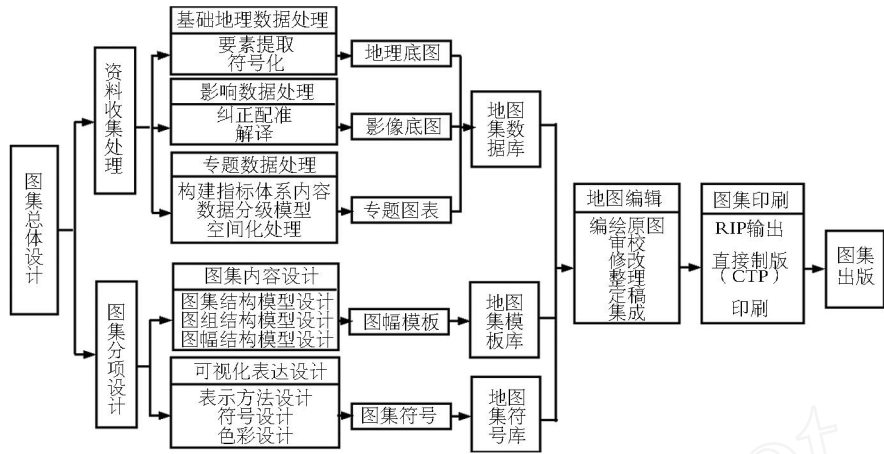 图集总体设计
资料收集处理
基础地理数据处理
要素提取
符号化
影响数据处理
纠正配准
解译
专题数据处理
构建指标体系内容
数据分级模型
空间化处理
地理底图
影像底图
专题图表
地图集数据库
图集分项设计
图集内容设计
图集结构模型设计
图组结构模型设计
图幅结构模型设计
可视化表达设计
表示方法设计
符号设计
色彩设计
图幅模板
图集符号
地图集模板库
地图集符号库
地图编辑
编绘原图
审校
修改
整理
定稿
集成
图集印刷
RIP输出
直接制版
（CTP）
印刷
图集出版